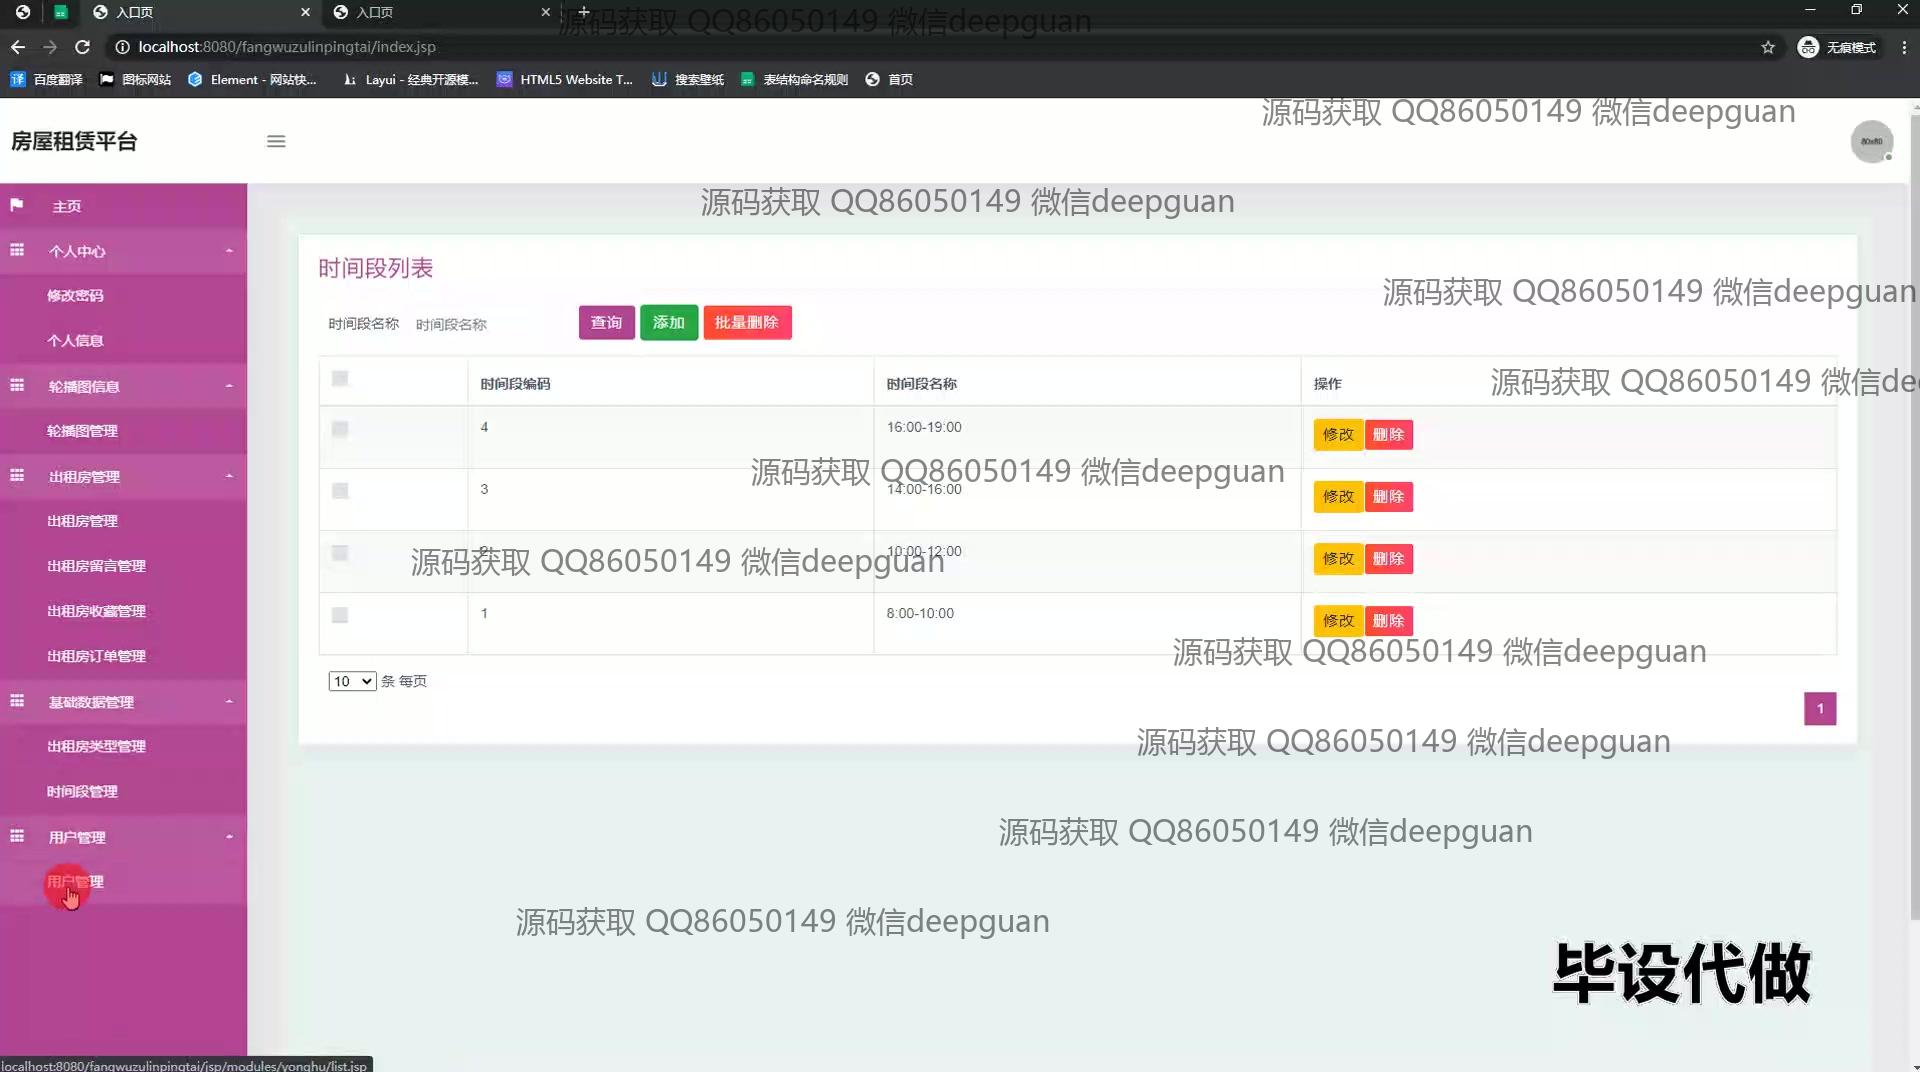 入口页
入口页
源码获取 QQ86050149 微信deepguan
localhost:8080/fangwuzulinpingtai/index.jsp
无痕模式
百度翻译 图标网站 Element - 网站快... Layui - 经典开源模... HTML5 Website T... 搜索壁纸 表结构命名规则 首页
源码获取 QQ86050149 微信deepguan
房屋租赁平台
80x80
源码获取 QQ86050149 微信deepguan
主页
个人中心
修改密码
个人信息
轮播图信息
轮播图管理
出租房管理
出租房管理
出租房留言管理
出租房收藏管理
出租房订单管理
基础数据管理
出租房类型管理
时间段管理
用户管理
用户管理
时间段列表
源码获取 QQ86050149 微信deepguan
时间段名称 时间段名称 查询 添加 批量删除
时间段编码 时间段名称 操作
源码获取 QQ86050149 微信de
4 16:00-19:00 修改 删除
源码获取 QQ86050149 微信deepguan
3 14:00-16:00 修改 删除
2 10:00-12:00 修改 删除
源码获取 QQ86050149 微信deepguan
1 8:00-10:00 修改 删除
源码获取 QQ86050149 微信deepguan
10 条 每页
1
源码获取 QQ86050149 微信deepguan
源码获取 QQ86050149 微信deepguan
源码获取 QQ86050149 微信deepguan
毕设代做
localhost:8080/fangwuzulinpingtai/jsp/modules/yonghu/list.jsp